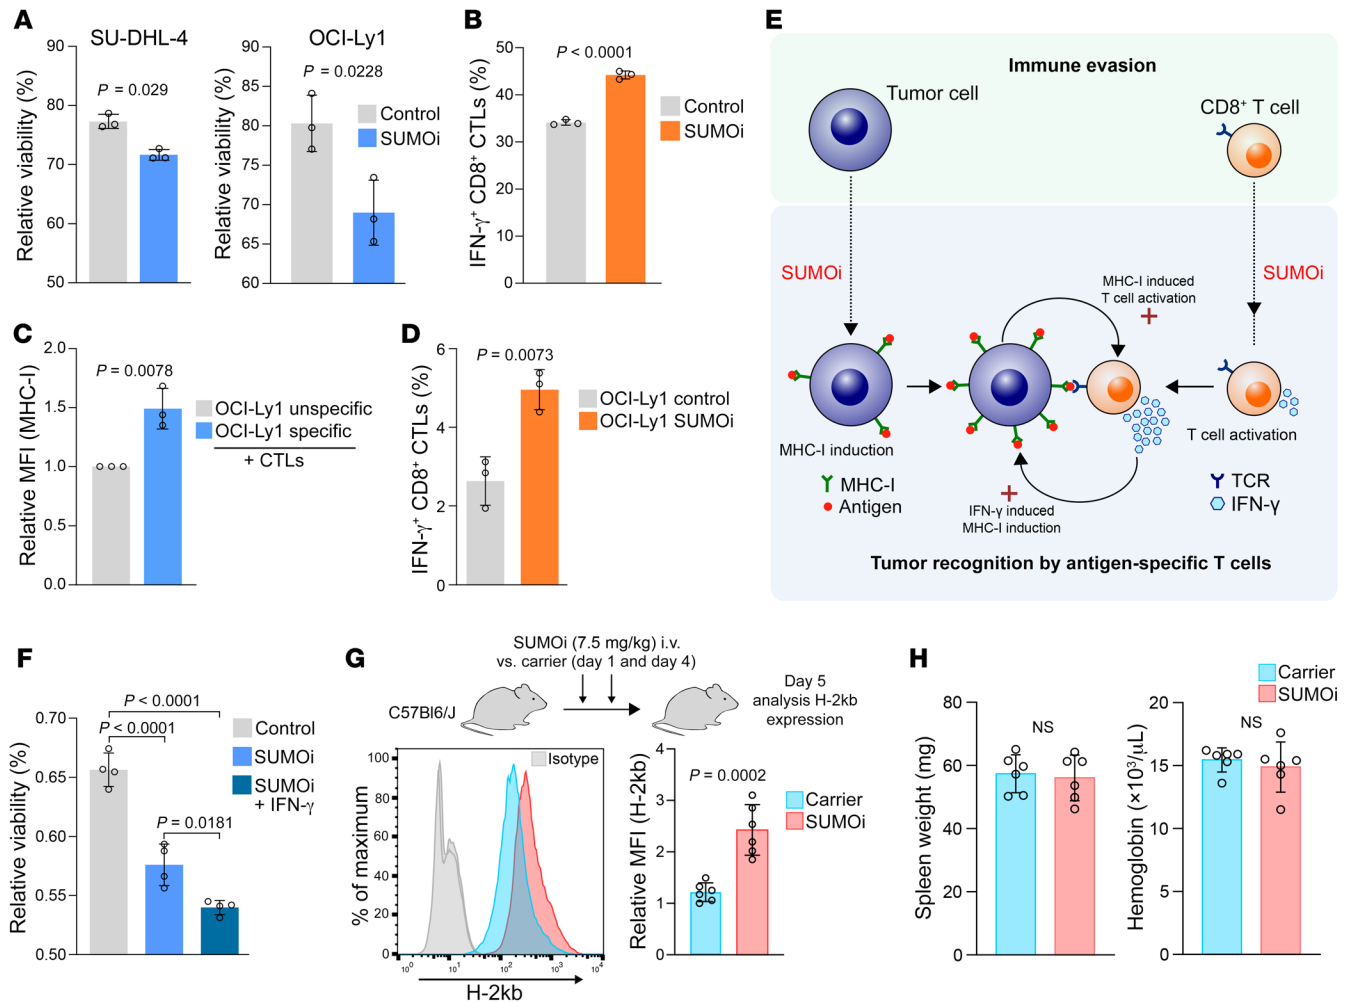 A
SU-DHL-4
Relative viability (%)
90
80
70
60
50
P = 0.029
OCI-Ly1
Relative viability (%)
90
85
80
75
70
65
60
P = 0.0228
Control
SUMOi
B
IFN-γ⁺ CD8⁺ CTLs (%)
50
40
30
20
10
0
P < 0.0001
Control
SUMOi
C
Relative MFI (MHC-I)
2.0
1.5
1.0
0.5
0.0
P = 0.0078
OCI-Ly1 unspecific
OCI-Ly1 specific
+ CTLs
D
IFN-γ⁺ CD8⁺ CTLs (%)
6
4
2
0
P = 0.0073
OCI-Ly1 control
OCI-Ly1 SUMOi
E
Immune evasion
Tumor cell
CD8⁺ T cell
SUMOi
SUMOi
MHC-I induced
T cell activation
+
MHC-I induction
T cell activation
MHC-I
Antigen
+
IFN-γ induced
MHC-I induction
TCR
IFN-γ
Tumor recognition by antigen-specific T cells
F
Relative viability (%)
0.70
0.65
0.60
0.55
0.50
P < 0.0001
P < 0.0001
P = 0.0181
Control
SUMOi
SUMOi
+ IFN-γ
G
SUMOi (7.5 mg/kg) i.v.
vs. carrier (day 1 and day 4)
C57Bl6/J
Day 5
analysis H-2kb
expression
% of maximum
100
80
60
40
20
0
Isotype
10⁰ 10¹ 10² 10³ 10⁴
H-2kb
Relative MFI (H-2kb)
4
3
2
1
0
P = 0.0002
Carrier
SUMOi
H
Carrier
SUMOi
Spleen weight (mg)
80
60
40
20
0
NS
Hemoglobin (×10³/μL)
20
15
10
5
0
NS